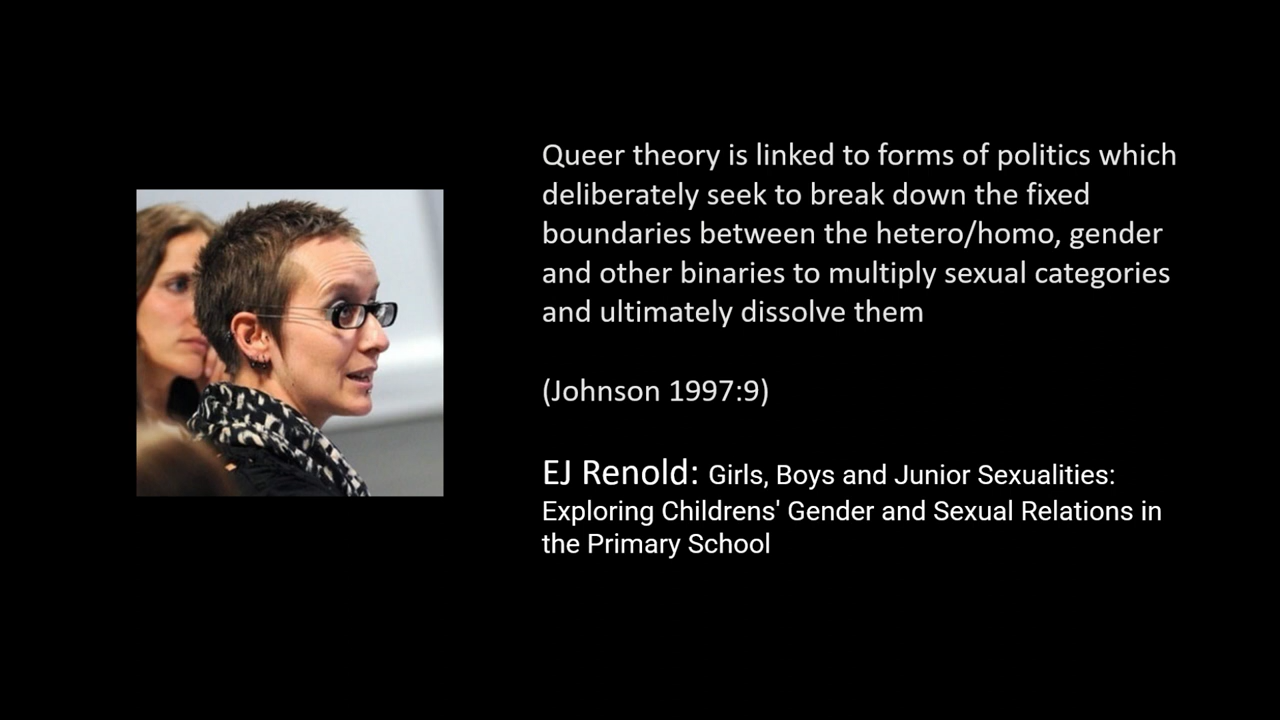 Queer theory is linked to forms of politics which
deliberately seek to break down the fixed
boundaries between the hetero/homo, gender
and other binaries to multiply sexual categories
and ultimately dissolve them
(Johnson 1997:9)
EJ Renold: Girls, Boys and Junior Sexualities:
Exploring Childrens' Gender and Sexual Relations in
the Primary School